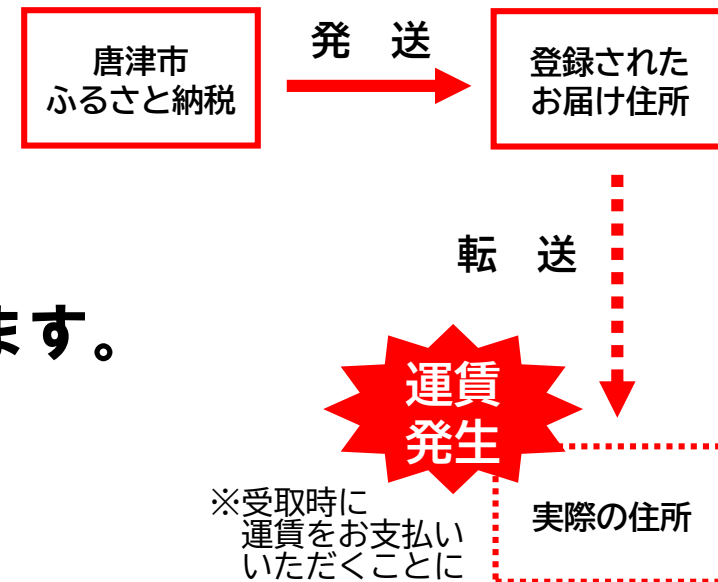 唐津市
ふるさと納税
発　送
登録された
お届け住所
転　送
ます。
運賃
発生
※受取時に
運賃をお支払い
いただくことに
実際の住所